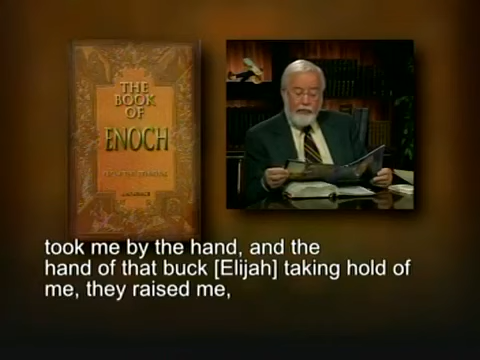 THE
BOOK
OF
ENOCH
took me by the hand, and the
hand of that buck [Elijah] taking hold of
me, they raised me,